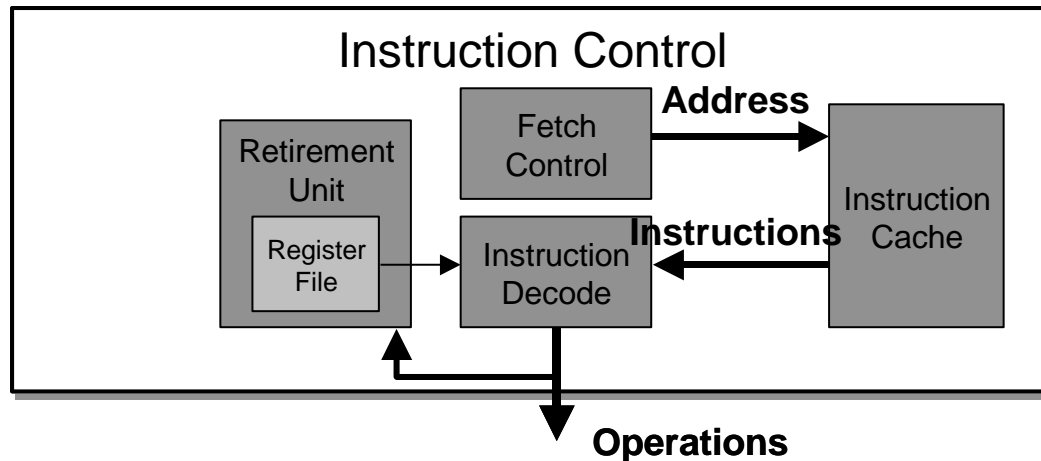 Instruction Control
Address
Fetch
Control
Retirement
Unit
Instruction
Cache
Instructions
Register
File
Instruction
Decode
Operations